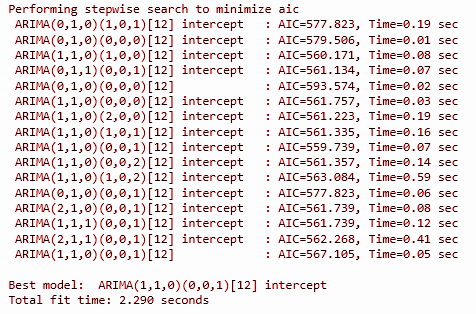 Performing stepwise search to minimize aic
ARIMA(0,1,0)(1,0,1)[12] intercept   : AIC=577.823, Time=0.19 sec
ARIMA(0,1,0)(0,0,0)[12] intercept   : AIC=579.506, Time=0.01 sec
ARIMA(1,1,0)(1,0,0)[12] intercept   : AIC=560.171, Time=0.08 sec
ARIMA(0,1,1)(0,0,1)[12] intercept   : AIC=561.134, Time=0.07 sec
ARIMA(0,1,0)(0,0,0)[12]             : AIC=593.574, Time=0.02 sec
ARIMA(1,1,0)(0,0,0)[12] intercept   : AIC=561.757, Time=0.03 sec
ARIMA(1,1,0)(2,0,0)[12] intercept   : AIC=561.223, Time=0.19 sec
ARIMA(1,1,0)(1,0,1)[12] intercept   : AIC=561.335, Time=0.16 sec
ARIMA(1,1,0)(0,0,1)[12] intercept   : AIC=559.739, Time=0.07 sec
ARIMA(1,1,0)(0,0,2)[12] intercept   : AIC=561.357, Time=0.14 sec
ARIMA(1,1,0)(1,0,2)[12] intercept   : AIC=563.084, Time=0.59 sec
ARIMA(0,1,0)(0,0,1)[12] intercept   : AIC=577.823, Time=0.06 sec
ARIMA(2,1,0)(0,0,1)[12] intercept   : AIC=561.739, Time=0.08 sec
ARIMA(1,1,1)(0,0,1)[12] intercept   : AIC=561.739, Time=0.12 sec
ARIMA(2,1,1)(0,0,1)[12] intercept   : AIC=562.268, Time=0.41 sec
ARIMA(1,1,0)(0,0,1)[12]             : AIC=567.105, Time=0.05 sec
Best model:  ARIMA(1,1,0)(0,0,1)[12] intercept
Total fit time: 2.290 seconds